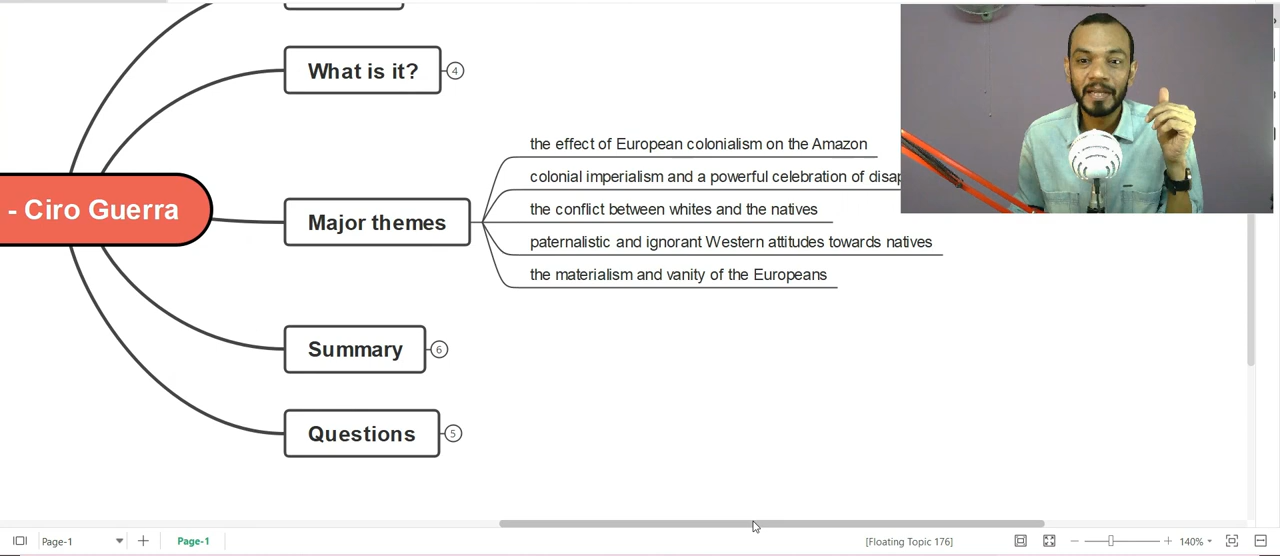 What is it?
4
the effect of European colonialism on the Amazon
colonial imperialism and a powerful celebration of
the conflict between whites and the natives
- Ciro Guerra
Major themes
paternalistic and ignorant Western attitudes towards natives
the materialism and vanity of the Europeans
Summary
6
Questions
5
Page-1
Page-1
[Floating Topic 176]
140%